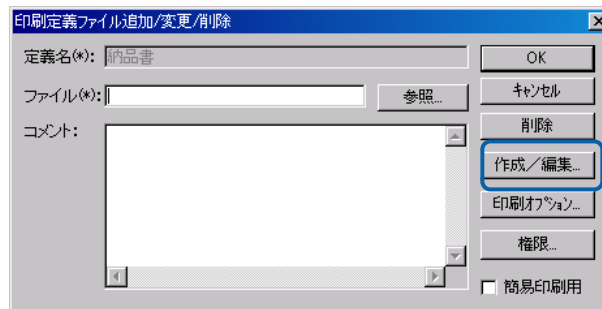 印刷定義ファイル追加/変更/削除
定義名(*): 納品書
OK
ファイル(*):
参照...
キャンセル
コメント:
削除
作成／編集...
印刷オプション...
権限...
簡易印刷用